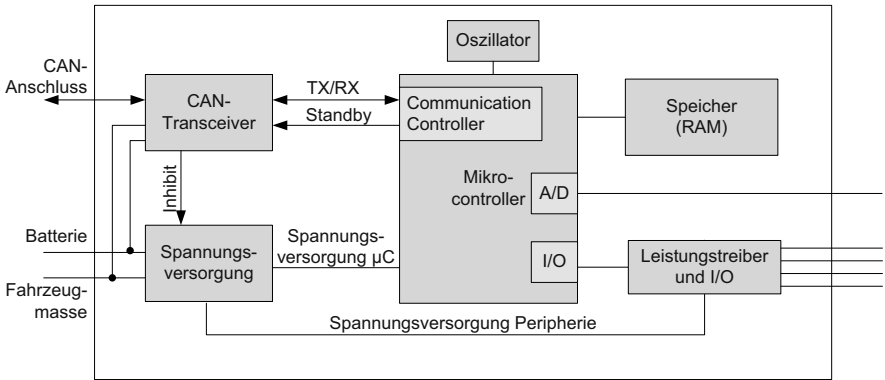 Oszillator
CAN-
Anschluss
CAN-
Transceiver
TX/RX
Standby
Communication
Controller
Speicher
(RAM)
Mikro-
controller
A/D
Inhibit
Batterie
Fahrzeug-
masse
Spannungs-
versorgung
Spannungs-
versorgung µC
I/O
Leistungstreiber
und I/O
Spannungsversorgung Peripherie